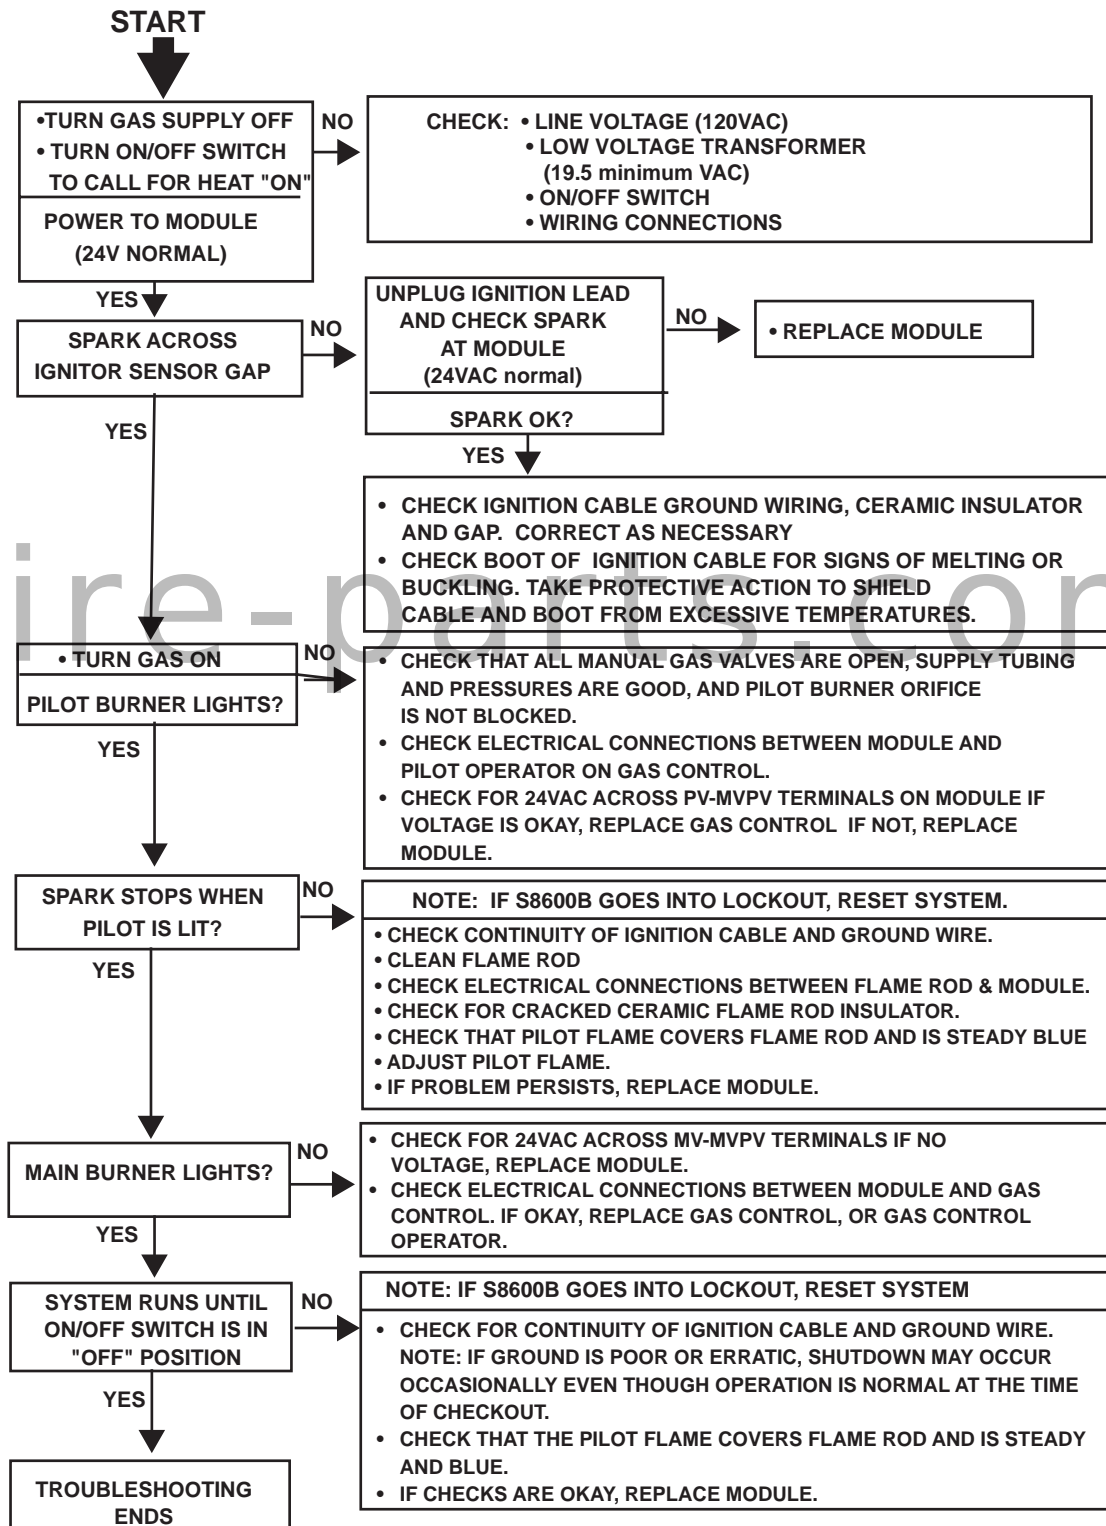 START
•TURN GAS SUPPLY OFF
• TURN ON/OFF SWITCH
TO CALL FOR HEAT "ON"
POWER TO MODULE
(24V NORMAL)
NO
CHECK: • LINE VOLTAGE (120VAC)
• LOW VOLTAGE TRANSFORMER
(19.5 minimum VAC)
• ON/OFF SWITCH
• WIRING CONNECTIONS
YES
SPARK ACROSS
IGNITOR SENSOR GAP
NO
UNPLUG IGNITION LEAD
AND CHECK SPARK
AT MODULE
(24VAC normal)
SPARK OK?
NO
• REPLACE MODULE
YES
YES
• CHECK IGNITION CABLE GROUND WIRING, CERAMIC INSULATOR
AND GAP. CORRECT AS NECESSARY
• CHECK BOOT OF IGNITION CABLE FOR SIGNS OF MELTING OR
BUCKLING. TAKE PROTECTIVE ACTION TO SHIELD
CABLE AND BOOT FROM EXCESSIVE TEMPERATURES.
ire-parts.com
• TURN GAS ON
PILOT BURNER LIGHTS?
NO
• CHECK THAT ALL MANUAL GAS VALVES ARE OPEN, SUPPLY TUBING
AND PRESSURES ARE GOOD, AND PILOT BURNER ORIFICE
IS NOT BLOCKED.
• CHECK ELECTRICAL CONNECTIONS BETWEEN MODULE AND
PILOT OPERATOR ON GAS CONTROL.
• CHECK FOR 24VAC ACROSS PV-MVPV TERMINALS ON MODULE IF
VOLTAGE IS OKAY, REPLACE GAS CONTROL IF NOT, REPLACE
MODULE.
YES
SPARK STOPS WHEN
PILOT IS LIT?
NO
NOTE: IF S8600B GOES INTO LOCKOUT, RESET SYSTEM.
• CHECK CONTINUITY OF IGNITION CABLE AND GROUND WIRE.
• CLEAN FLAME ROD
• CHECK ELECTRICAL CONNECTIONS BETWEEN FLAME ROD & MODULE.
• CHECK FOR CRACKED CERAMIC FLAME ROD INSULATOR.
• CHECK THAT PILOT FLAME COVERS FLAME ROD AND IS STEADY BLUE
• ADJUST PILOT FLAME.
• IF PROBLEM PERSISTS, REPLACE MODULE.
YES
MAIN BURNER LIGHTS?
NO
• CHECK FOR 24VAC ACROSS MV-MVPV TERMINALS IF NO
VOLTAGE, REPLACE MODULE.
• CHECK ELECTRICAL CONNECTIONS BETWEEN MODULE AND GAS
CONTROL. IF OKAY, REPLACE GAS CONTROL, OR GAS CONTROL
OPERATOR.
YES
SYSTEM RUNS UNTIL
ON/OFF SWITCH IS IN
"OFF" POSITION
NO
NOTE: IF S8600B GOES INTO LOCKOUT, RESET SYSTEM
• CHECK FOR CONTINUITY OF IGNITION CABLE AND GROUND WIRE.
NOTE: IF GROUND IS POOR OR ERRATIC, SHUTDOWN MAY OCCUR
OCCASIONALLY EVEN THOUGH OPERATION IS NORMAL AT THE TIME
OF CHECKOUT.
• CHECK THAT THE PILOT FLAME COVERS FLAME ROD AND IS STEADY
AND BLUE.
• IF CHECKS ARE OKAY, REPLACE MODULE.
YES
TROUBLESHOOTING
ENDS